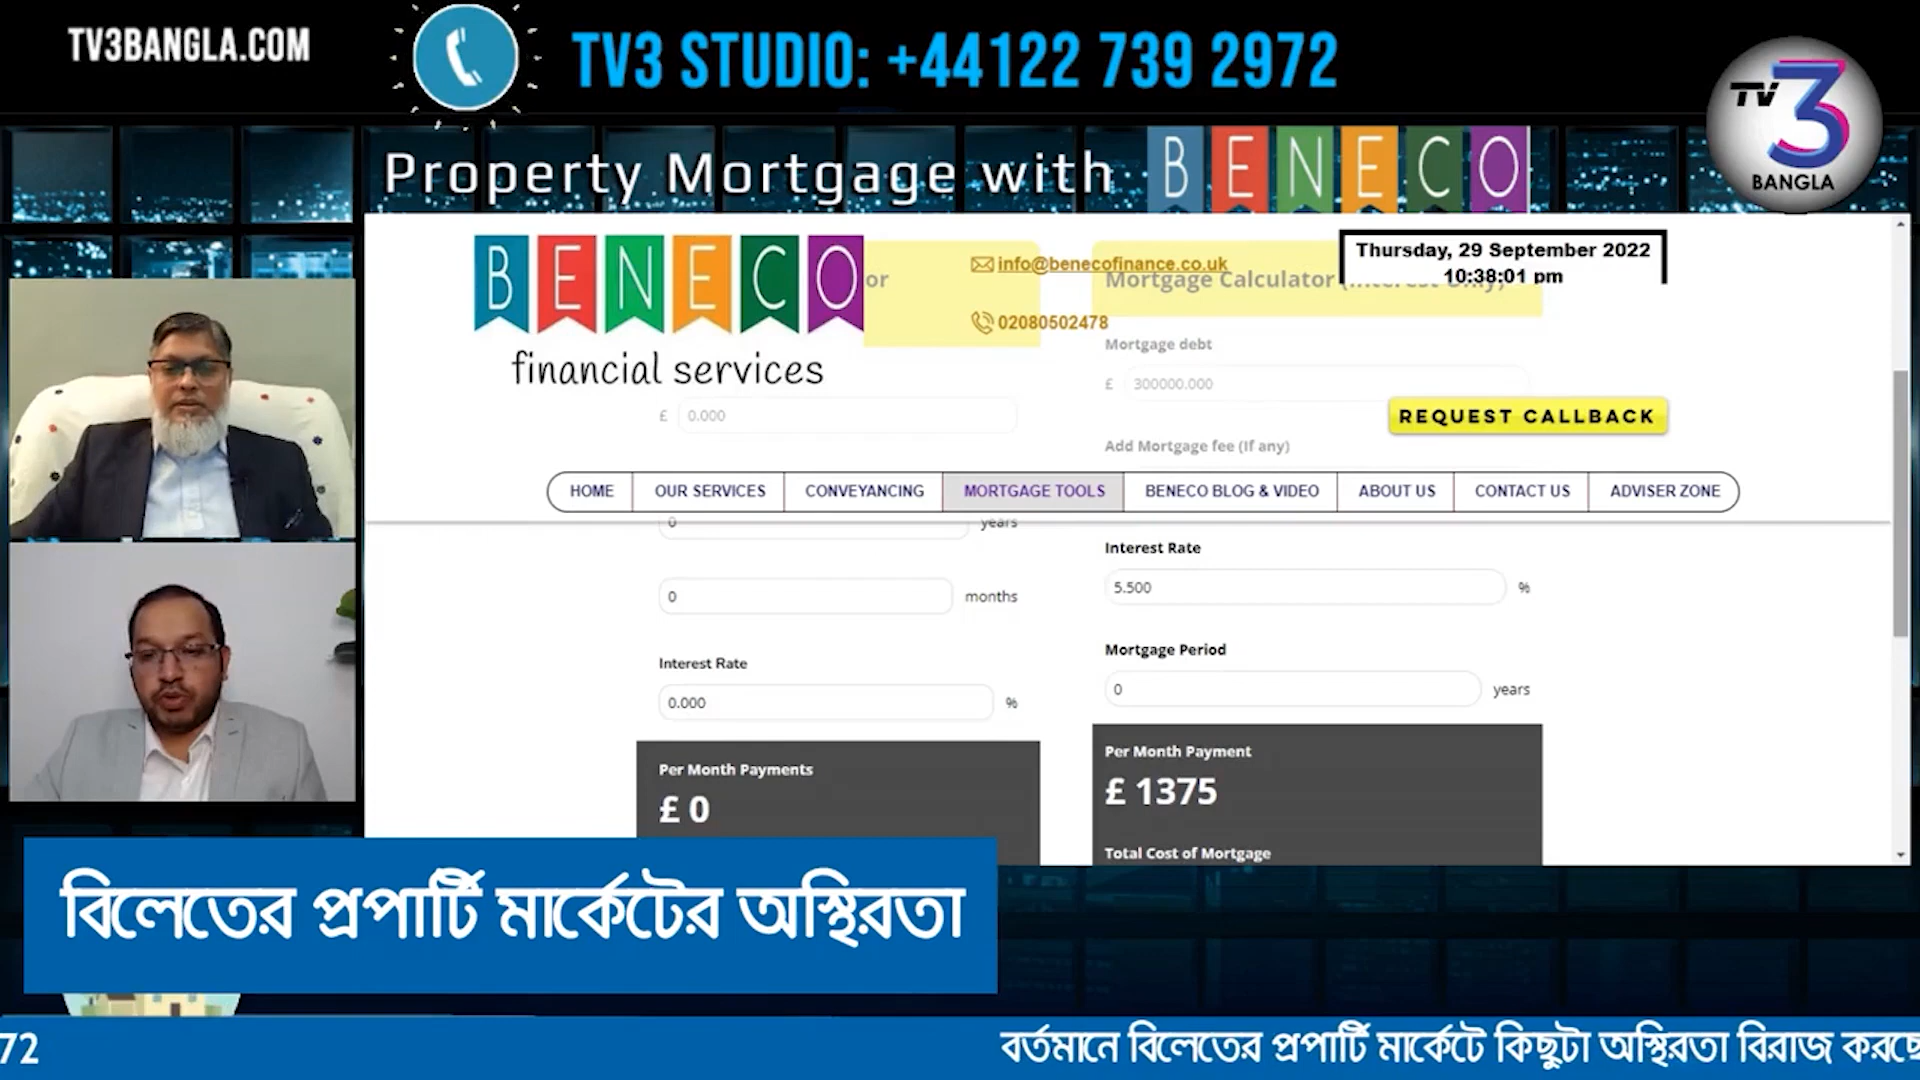 TV3BANGLA.COM
TV3 STUDIO: +44122 739 2972
TV 3
BANGLA
Property Mortgage with BENECO
BENECO
financial services
or
info@benecofinance.co.uk
02080502478
Mortgage Calculator (Interest Only)
Thursday, 29 September 2022
10:38:01 pm
Mortgage debt
£ 300000.000
£ 0.000
REQUEST CALLBACK
Add Mortgage fee (If any)
HOME OUR SERVICES CONVEYANCING MORTGAGE TOOLS BENECO BLOG & VIDEO ABOUT US CONTACT US ADVISER ZONE
0 years
0 months
Interest Rate
0.000 %
Per Month Payments
£ 0
Interest Rate
5.500 %
Mortgage Period
0 years
Per Month Payment
£ 1375
Total Cost of Mortgage
বিলেতের প্রপার্টি মার্কেটের অস্থিরতা
72
বর্তমানে বিলেতের প্রপার্টি মার্কেটে কিছুটা অস্থিরতা বিরাজ করছে